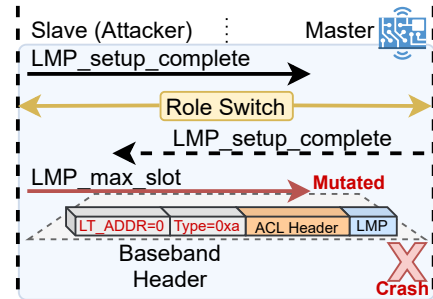 Slave (Attacker) Master
LMP_setup_complete
Role Switch
LMP_setup_complete
LMP_max_slot
Mutated
LT_ADDR=0 Type=0xa ACL Header LMP
Baseband
Header
Crash